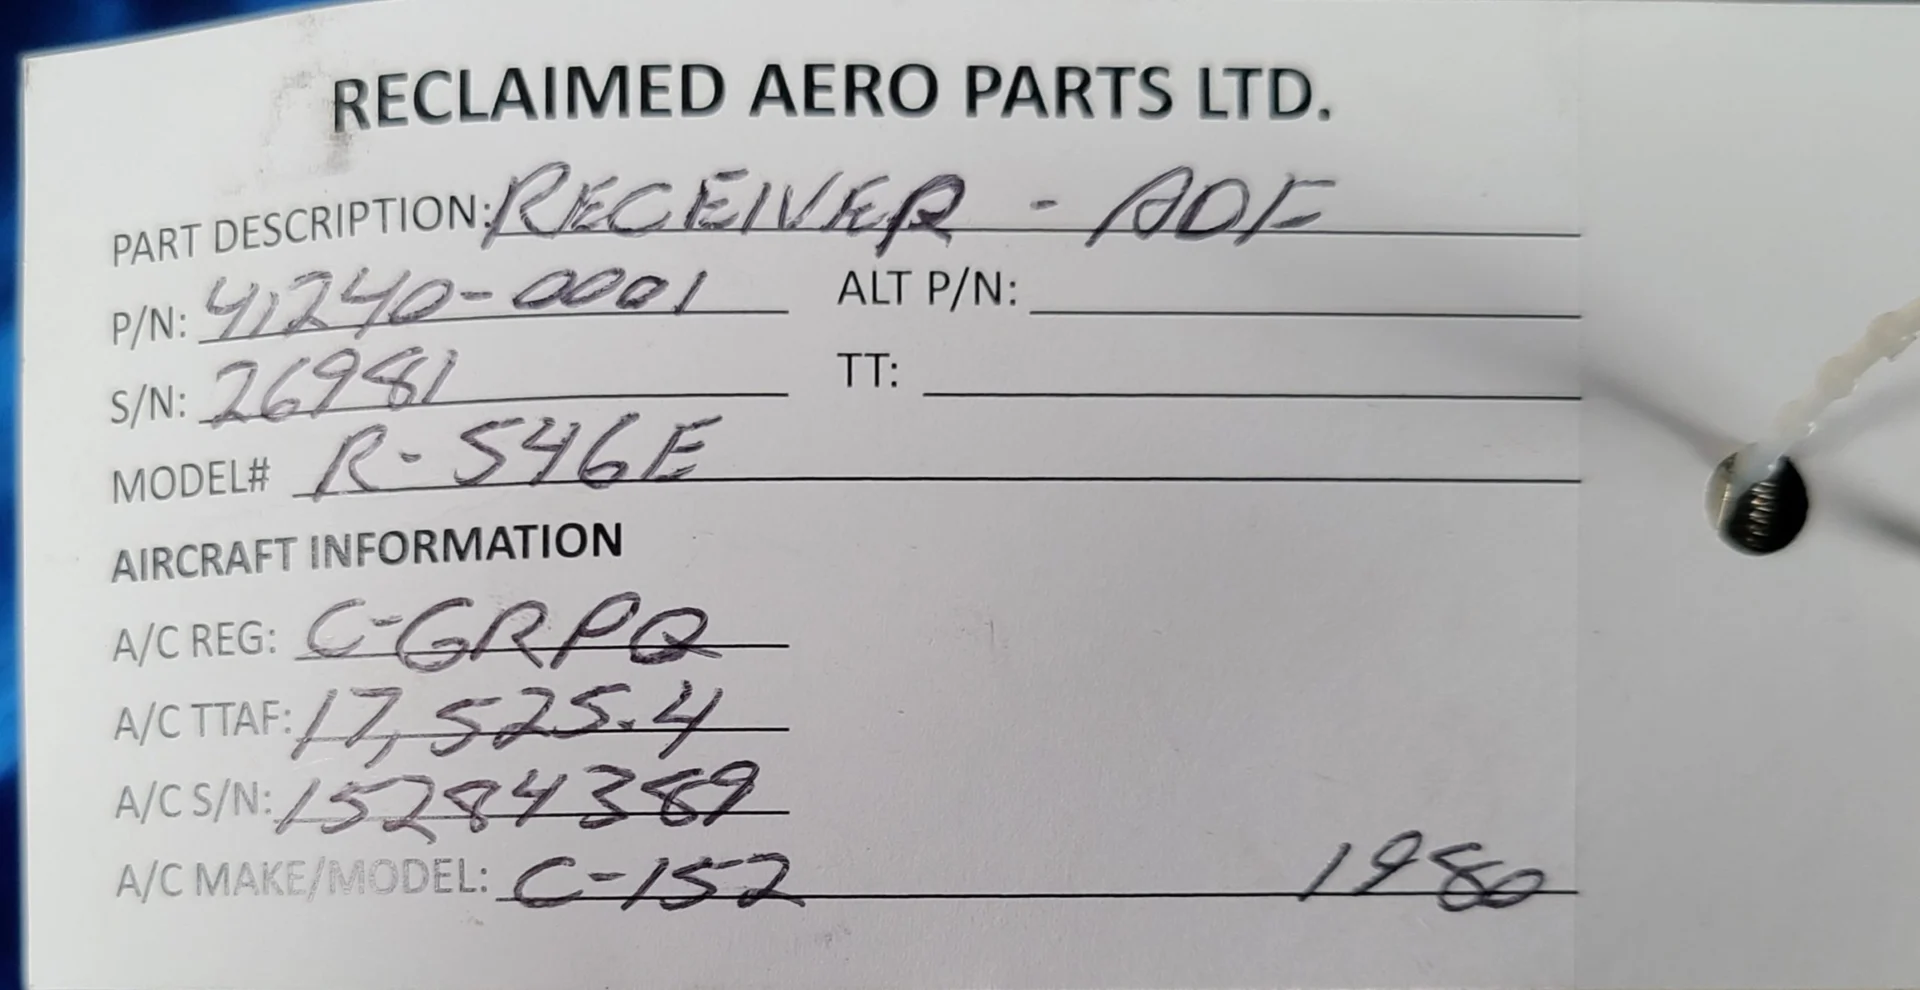 RECLAIMED AERO PARTS LTD.
PART DESCRIPTION: RECEIVER - ADF
P/N: 41240-0001 ALT P/N:
S/N: 26981 TT:
MODEL# R-546E
AIRCRAFT INFORMATION
A/C REG: C-GRPQ
A/C TTAF: 17,525.4
A/C S/N: 15284389
A/C MAKE/MODEL: C-152 1980